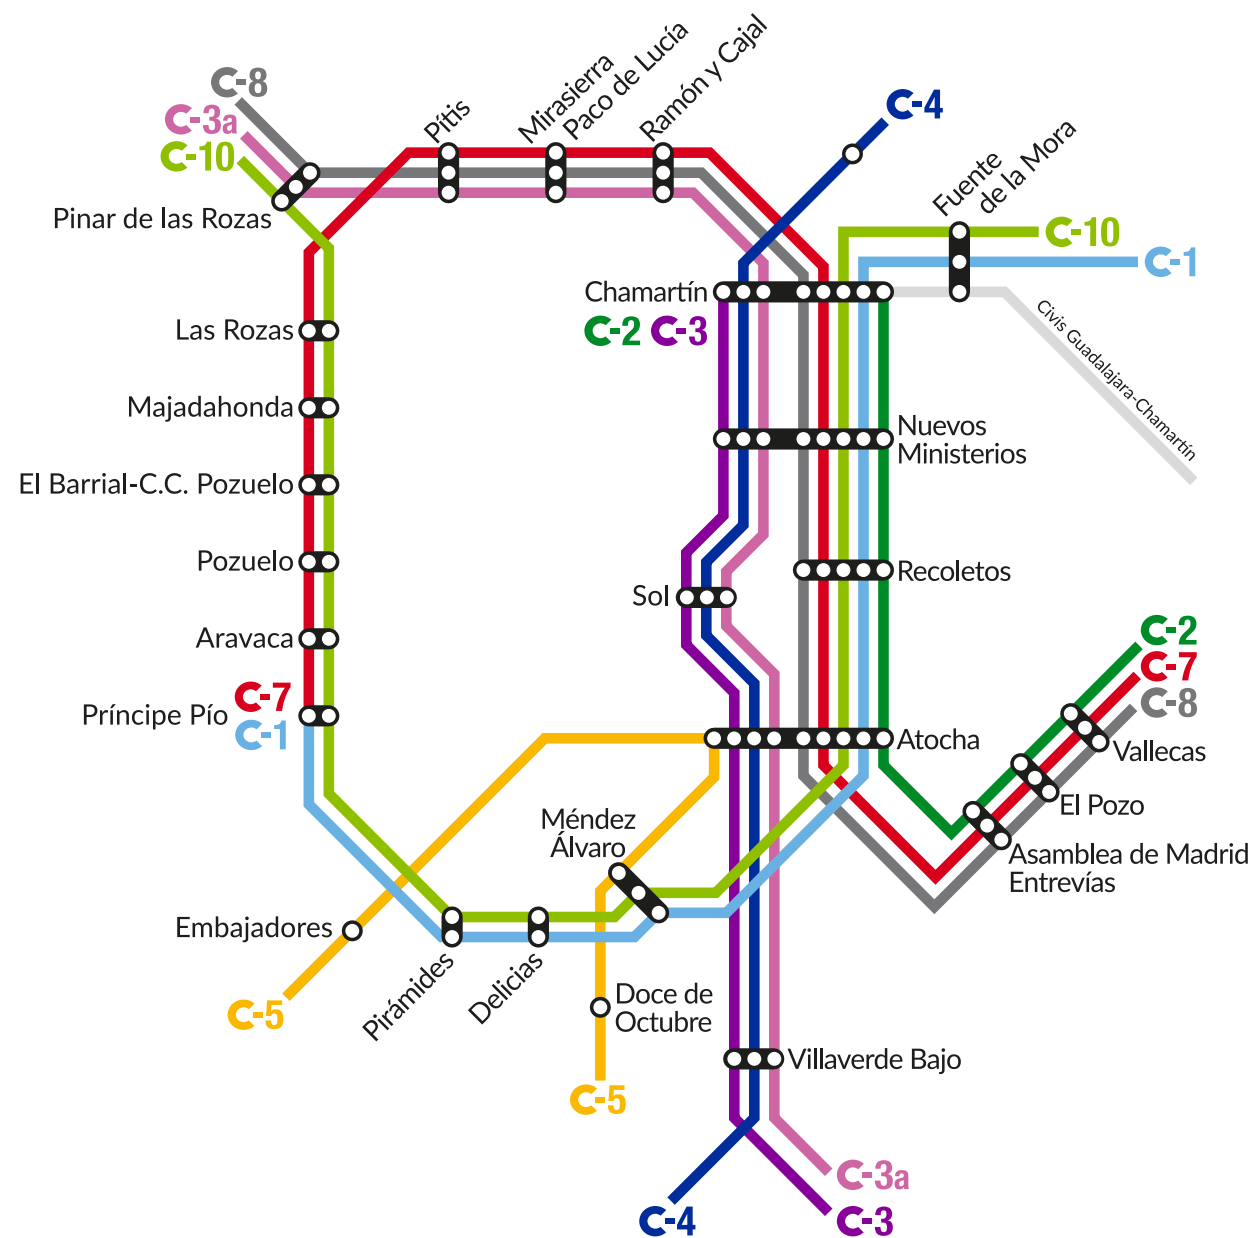 C-8
C-3a
C-10
Pinar de las Rozas
Pitis
Mirasierra
Paco de Lucía
Ramón y Cajal
C-4
Fuente
de la Mora
C-10
C-1
Chamartín
C-2 C-3
Civis Guadalajara-Chamartín
Las Rozas
Majadahonda
El Barrial-C.C. Pozuelo
Pozuelo
Aravaca
C-7
Príncipe Pío
C-1
Nuevos
Ministerios
Recoletos
Sol
C-2
C-7
C-8
Atocha
Vallecas
El Pozo
Asamblea de Madrid
Entrevías
Méndez
Álvaro
Embajadores
C-5
Pirámides
Delicias
Doce de
Octubre
C-5
Villaverde Bajo
C-3a
C-4
C-3